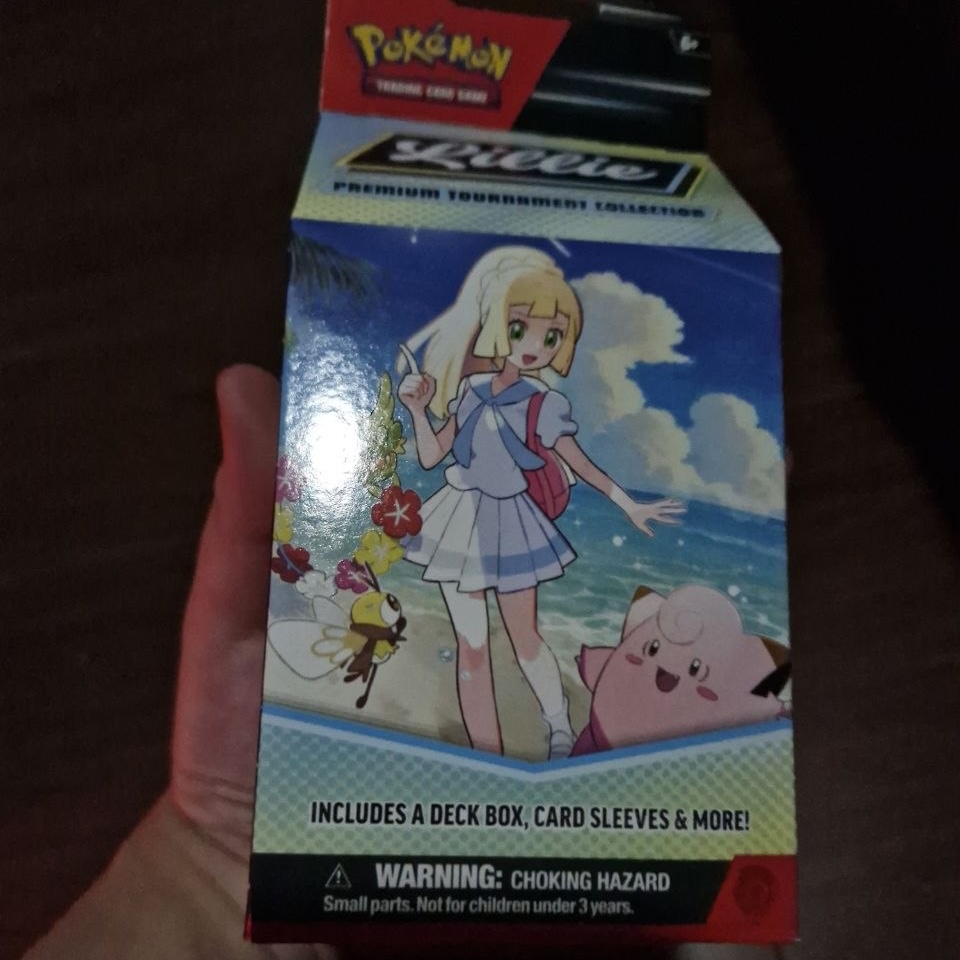 POKéMON
TRADING CARD GAME
6+
Lillie
PREMIUM TOURNAMENT COLLECTION
INCLUDES A DECK BOX, CARD SLEEVES & MORE!
WARNING: CHOKING HAZARD
Small parts. Not for children under 3 years.